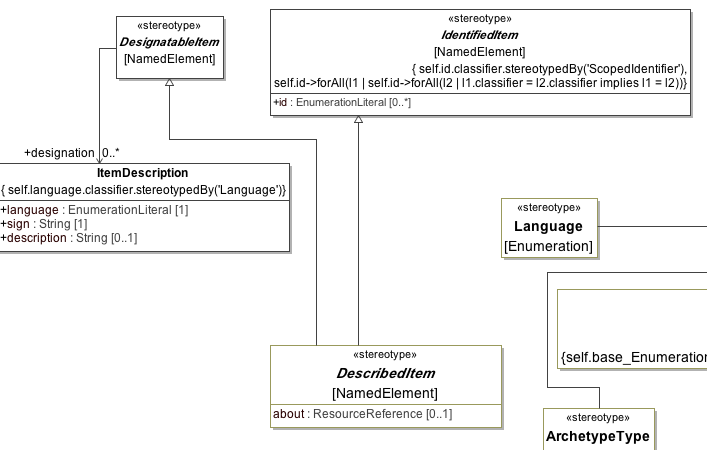 «stereotype»
DesignatableItem
[NamedElement]
«stereotype»
IdentifiedItem
[NamedElement]
{ self.id.classifier.stereotypedBy('ScopedIdentifier'),
self.id->forAll(l1 | self.id->forAll(l2 | l1.classifier = l2.classifier implies l1 = l2))}
+id : EnumerationLiteral [0..*]
+designation 0..*
ItemDescription
{ self.language.classifier.stereotypedBy('Language')}
+language : EnumerationLiteral [1]
+sign : String [1]
+description : String [0..1]
«stereotype»
Language
[Enumeration]
{self.base_Enumeration
«stereotype»
DescribedItem
[NamedElement]
about : ResourceReference [0..1]
«stereotype»
ArchetypeType